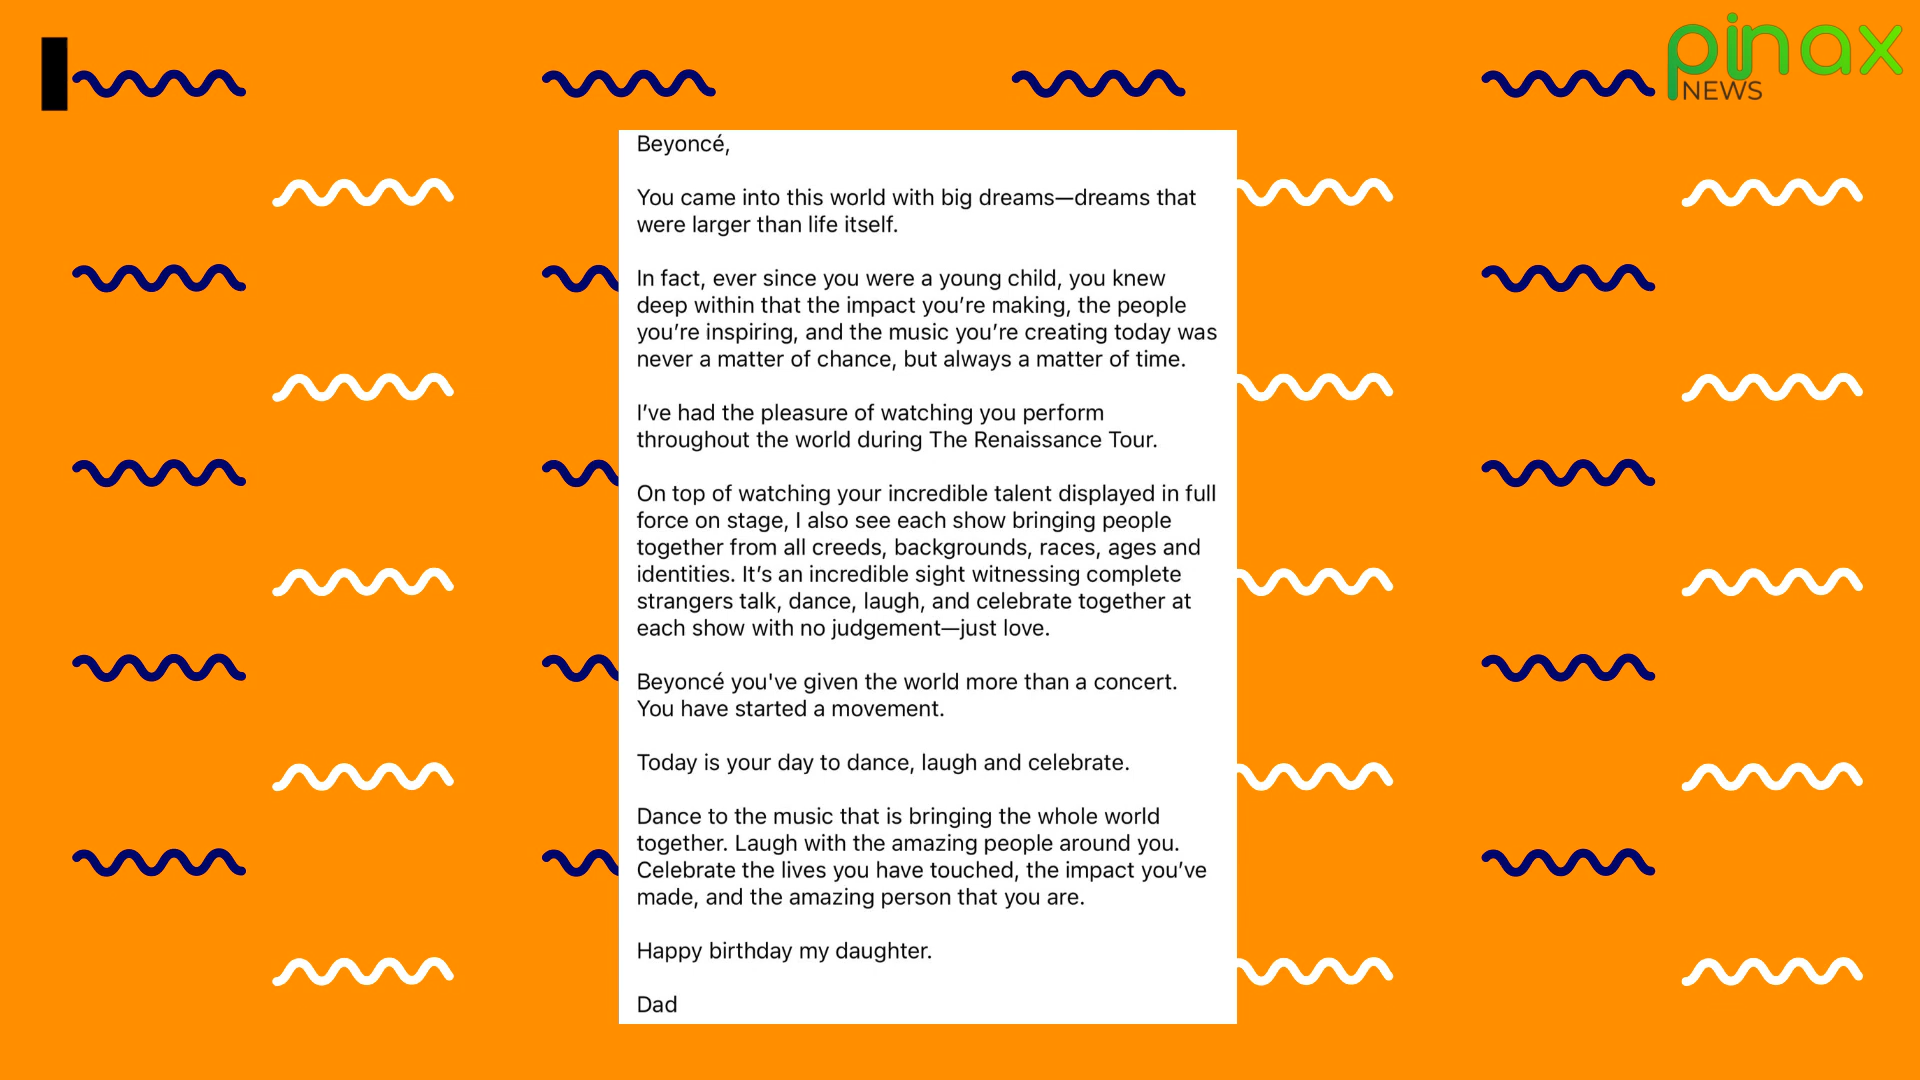 pinax
NEWS
Beyoncé,
You came into this world with big dreams—dreams that
were larger than life itself.
In fact, ever since you were a young child, you knew
deep within that the impact you’re making, the people
you’re inspiring, and the music you’re creating today was
never a matter of chance, but always a matter of time.
I’ve had the pleasure of watching you perform
throughout the world during The Renaissance Tour.
On top of watching your incredible talent displayed in full
force on stage, I also see each show bringing people
together from all creeds, backgrounds, races, ages and
identities. It’s an incredible sight witnessing complete
strangers talk, dance, laugh, and celebrate together at
each show with no judgement—just love.
Beyoncé you've given the world more than a concert.
You have started a movement.
Today is your day to dance, laugh and celebrate.
Dance to the music that is bringing the whole world
together. Laugh with the amazing people around you.
Celebrate the lives you have touched, the impact you’ve
made, and the amazing person that you are.
Happy birthday my daughter.
Dad